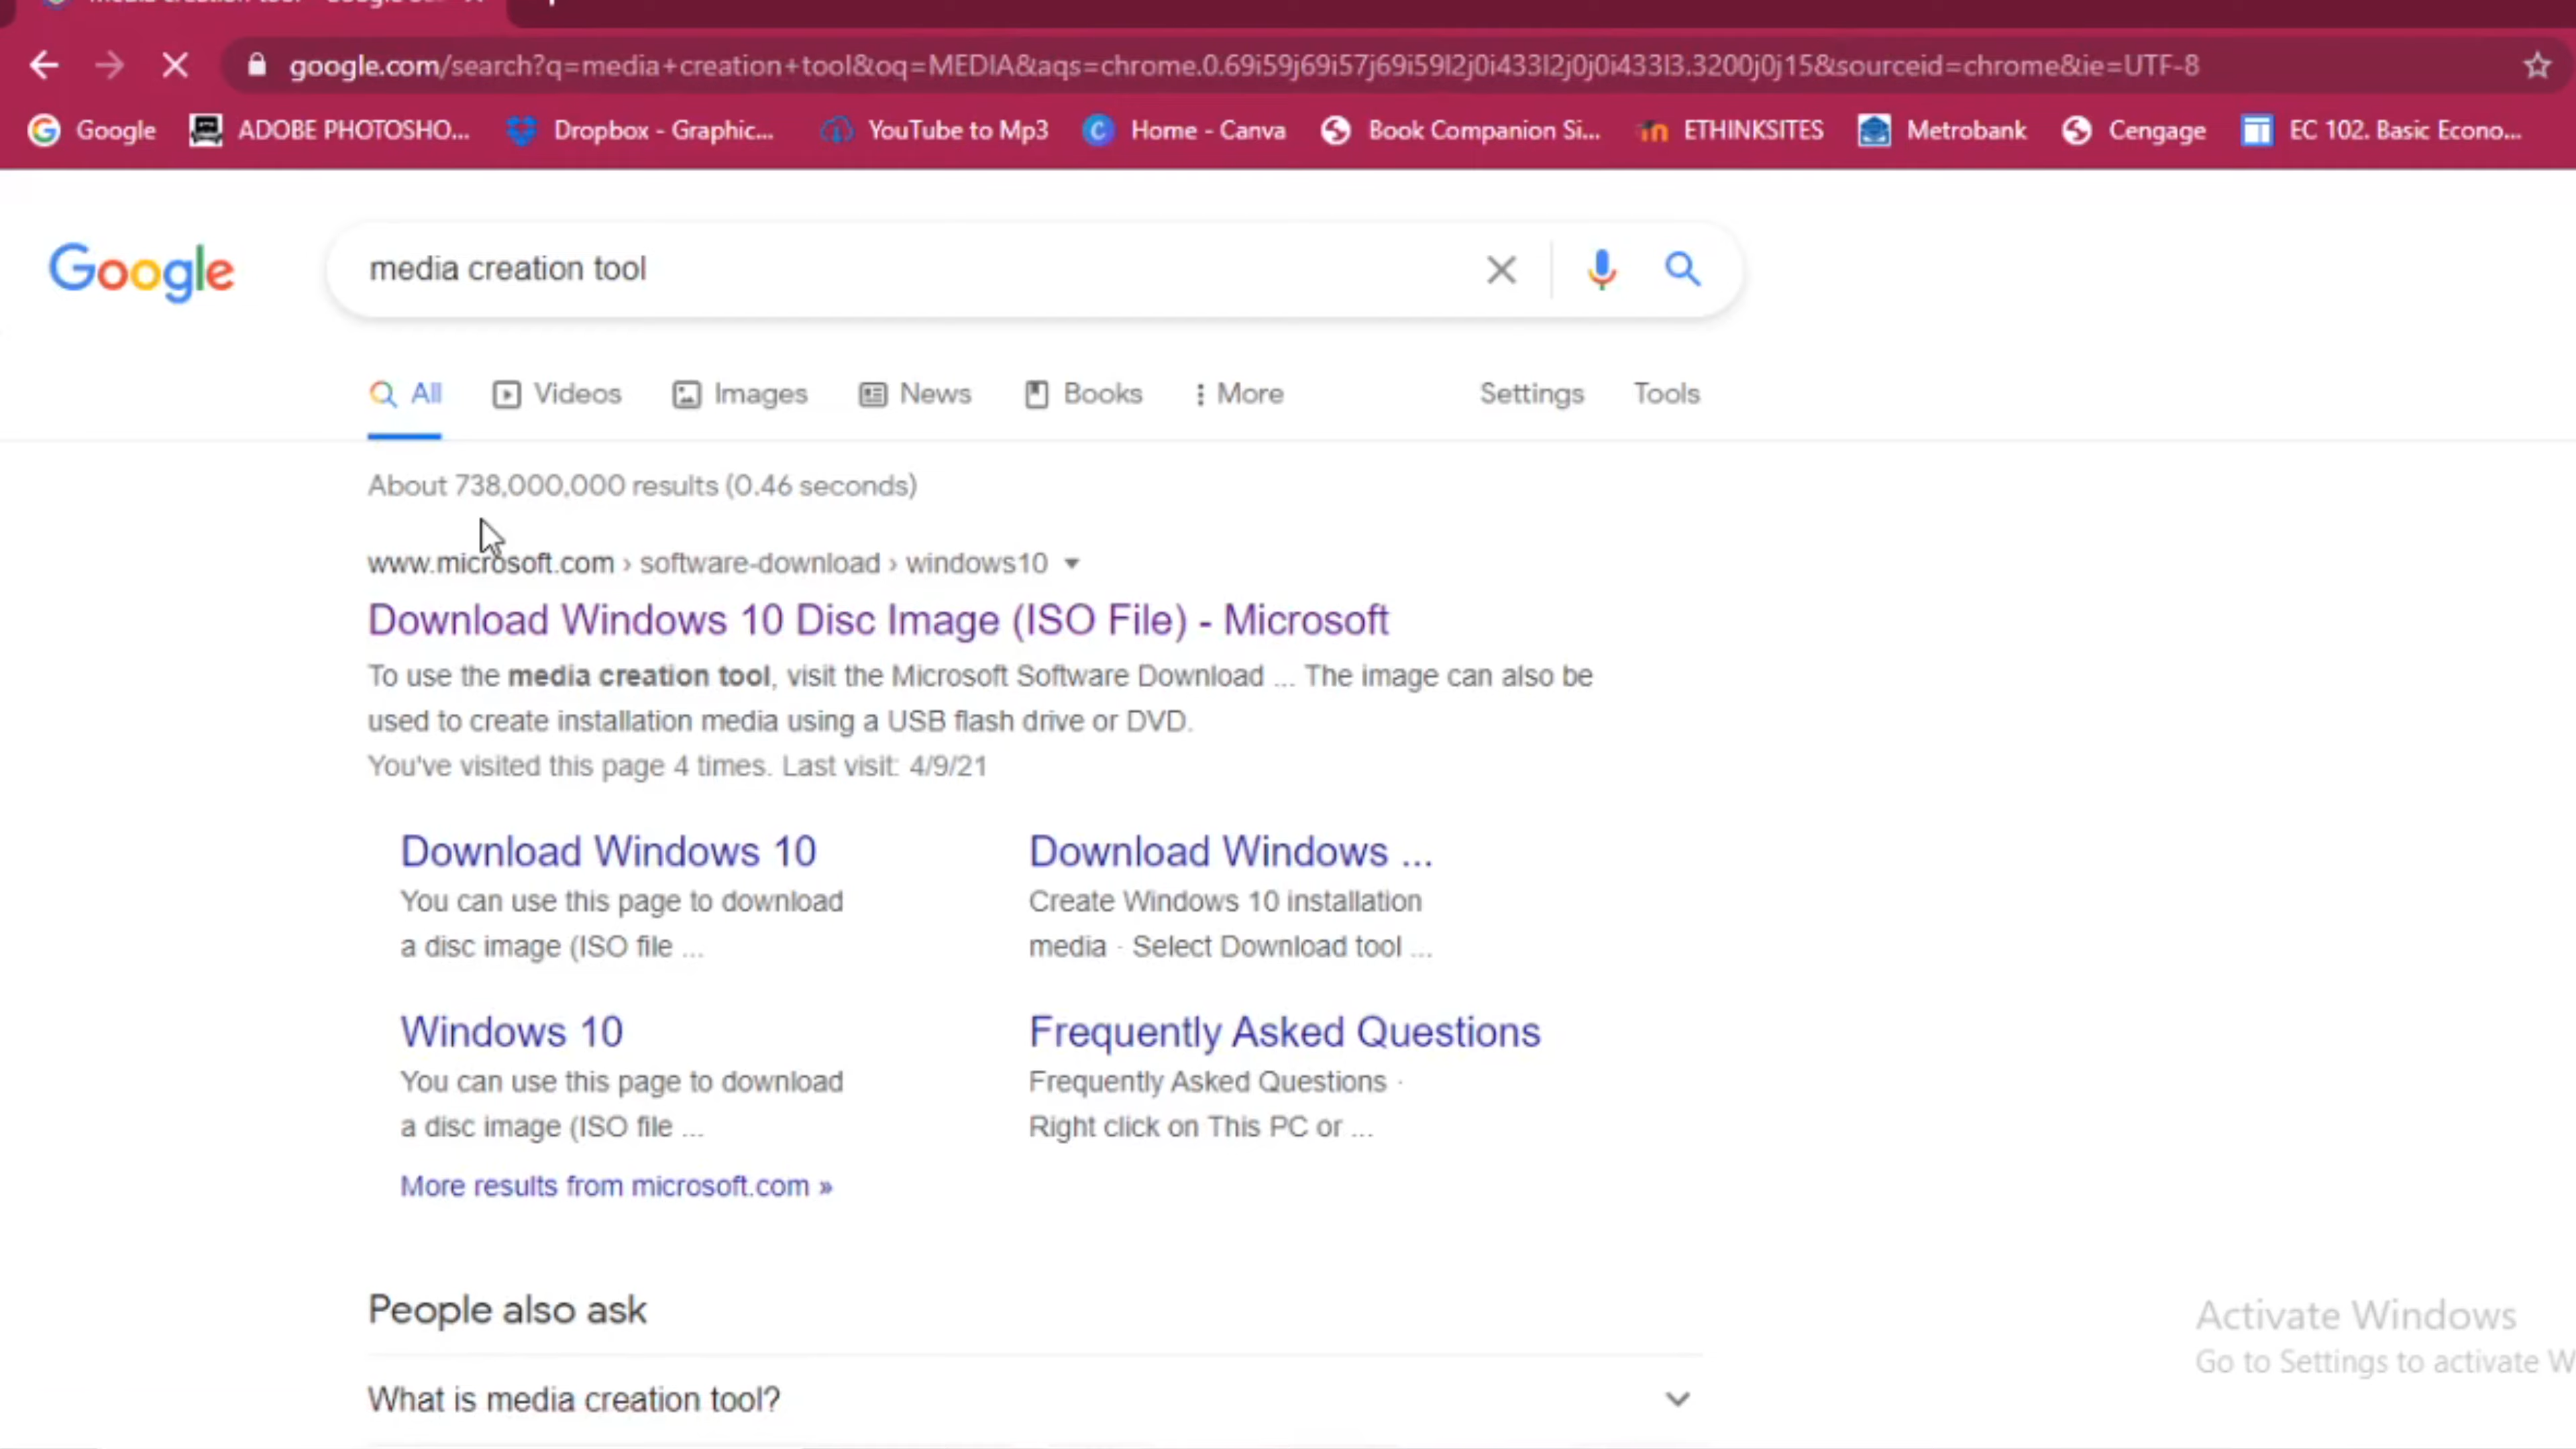 google.com/search?q=media+creation+tool&oq=MEDIA&aqs=chrome.0.69i59j69i57j69i59l2j0i433l2j0j0i433l3.3200j0j15&sourceid=chrome&ie=UTF-8
Google ADOBE PHOTOSHO... Dropbox - Graphic... YouTube to Mp3 Home - Canva Book Companion Si... ETHINKSITES Metrobank Cengage EC 102. Basic Econo...
Google media creation tool
All Videos Images News Books More Settings Tools
About 738,000,000 results (0.46 seconds)
www.microsoft.com › software-download › windows10
Download Windows 10 Disc Image (ISO File) - Microsoft
To use the media creation tool, visit the Microsoft Software Download ... The image can also be
used to create installation media using a USB flash drive or DVD.
You've visited this page 4 times. Last visit: 4/9/21
Download Windows 10
You can use this page to download
a disc image (ISO file ...
Download Windows ...
Create Windows 10 installation
media · Select Download tool ...
Windows 10
You can use this page to download
a disc image (ISO file ...
Frequently Asked Questions
Frequently Asked Questions ·
Right click on This PC or ...
More results from microsoft.com »
People also ask
What is media creation tool?
Activate Windows
Go to Settings to activate W